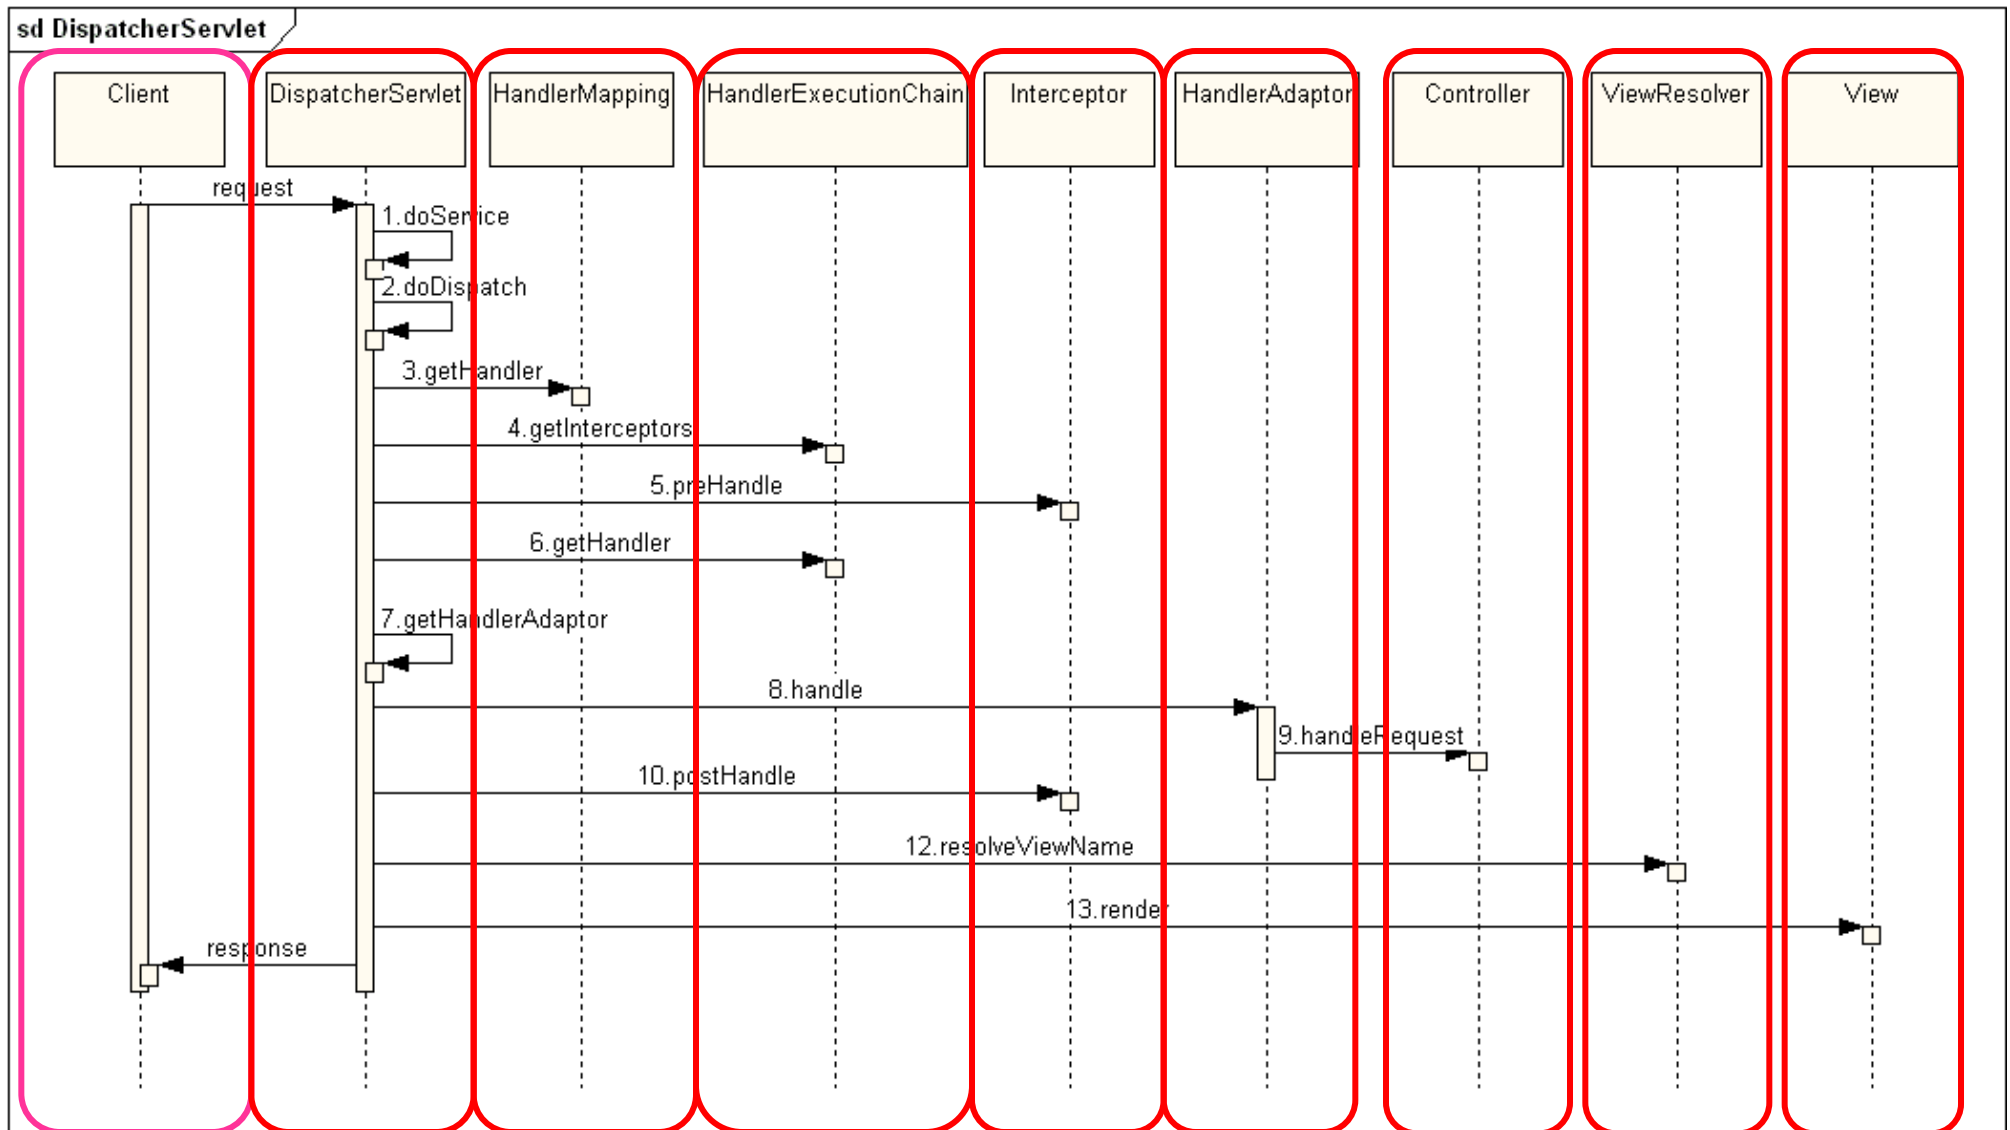 sd DispatcherServlet
Client
DispatcherServlet
HandlerMapping
HandlerExecutionChain
Interceptor
HandlerAdaptor
Controller
ViewResolver
View
request
1.doService
2.doDispatch
3.getHandler
4.getInterceptors
5.preHandle
6.getHandler
7.getHandlerAdaptor
8.handle
9.handleRequest
10.postHandle
12.resolveViewName
13.render
response